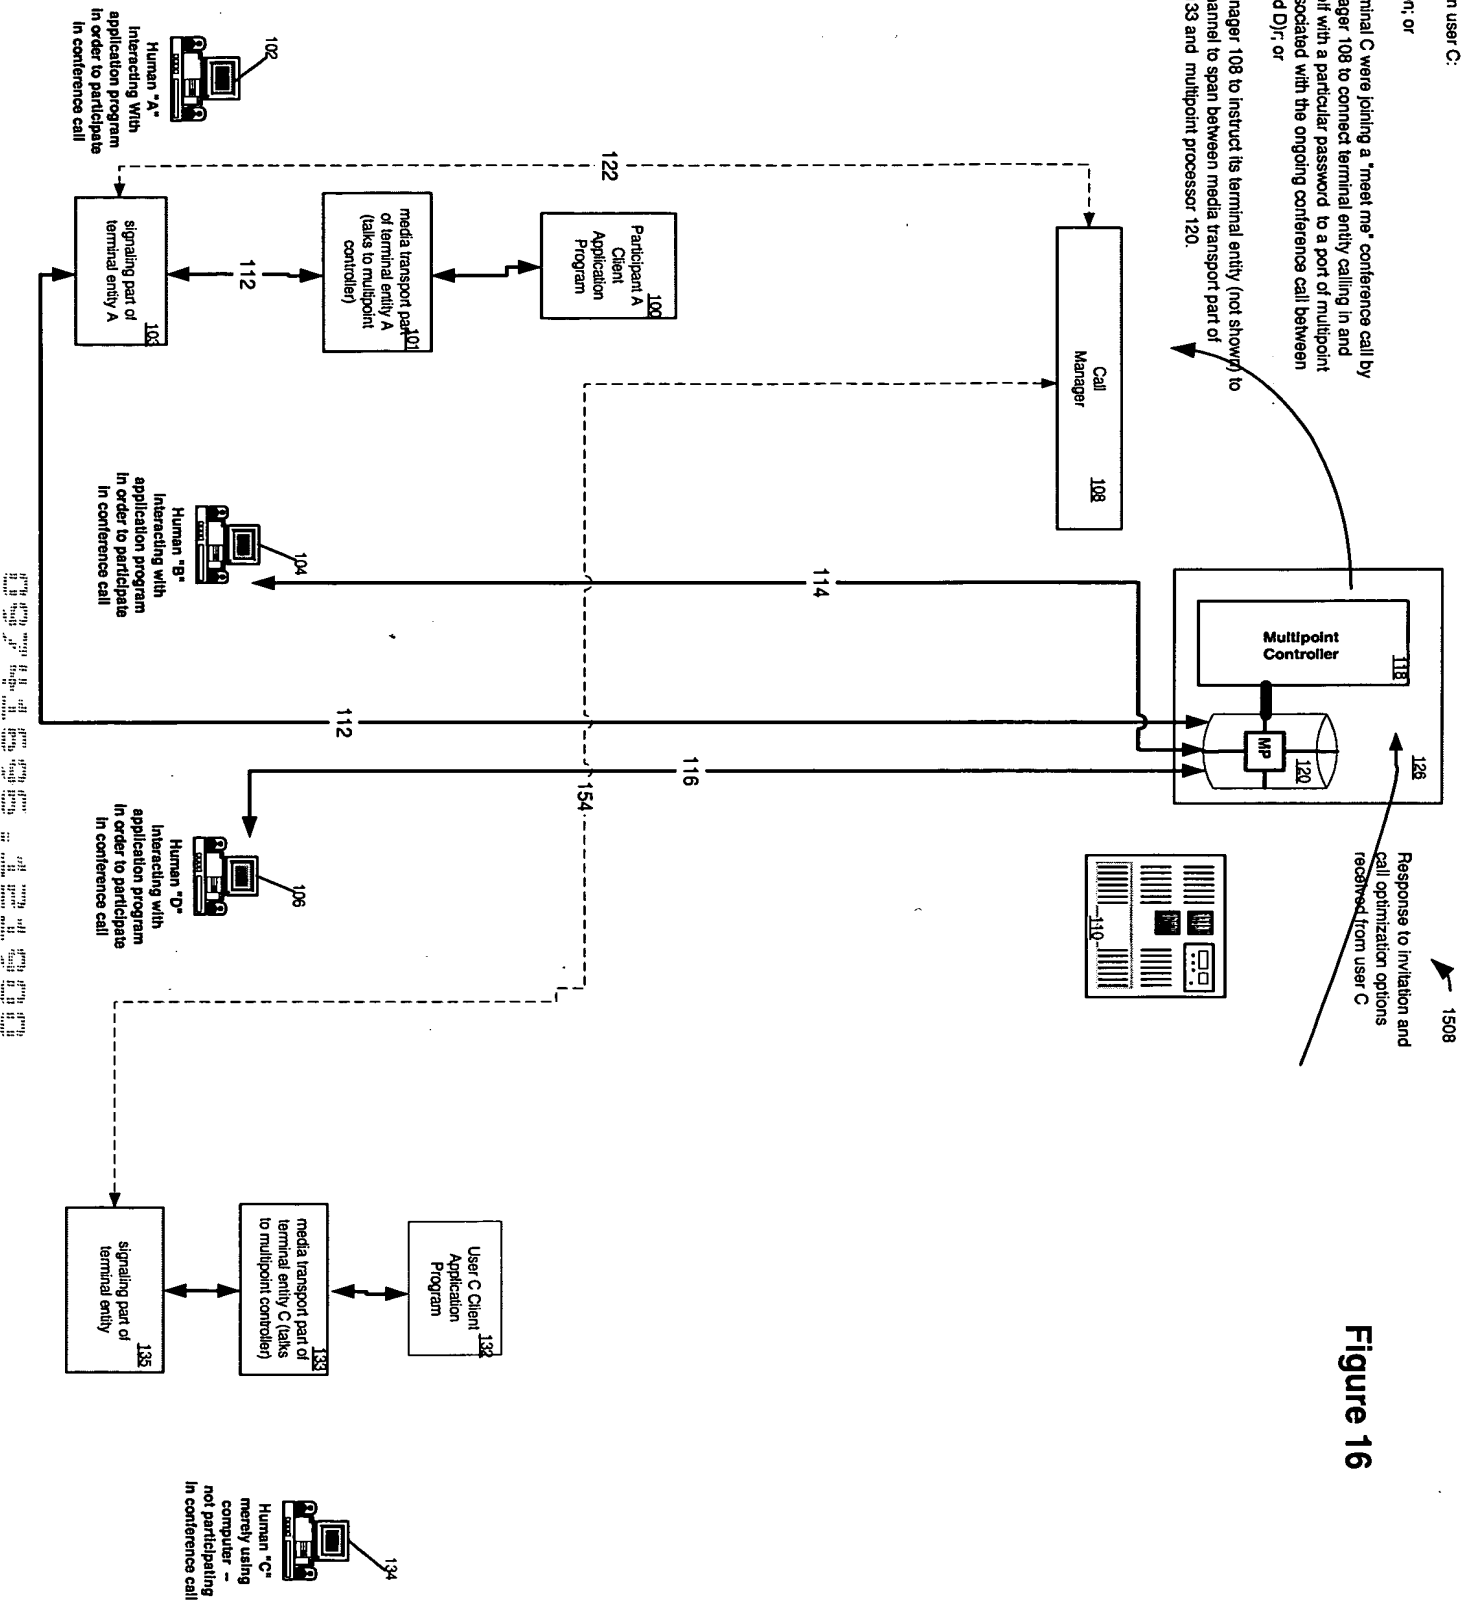 n user C:
n; or
minal C were joining a "meet me" conference call by
ager 108 to connect terminal entity calling in and
elf with a particular password to a port of multipoint
sociated with the ongoing conference call between
d D)r; or
nager 108 to instruct its terminal entity (not shown) to
annel to span between media transport part of
33 and multipoint processor 120.
Figure 16
1508
Response to invitation and
call optimization options
received from user C
126
118
Multipoint
Controller
MP
120
110
Call
Manager
108
122
114
112
116
154
Participant A
Client
Application
Program
100
media transport part
of terminal entity A
(talks to multipoint
controller)
101
112
signaling part of
terminal entity A
103
User C Client
Application
Program
132
media transport part of
terminal entity C (talks
to multipoint controller)
133
signaling part of
terminal entity
135
102
Human "A"
Interacting With
application program
in order to participate
in conference call
104
Human "B"
Interacting with
application program
in order to participate
in conference call
106
Human "D"
Interacting with
application program
in order to participate
in conference call
134
Human "C"
merely using
computer –
not participating
in conference call
09741695.121900